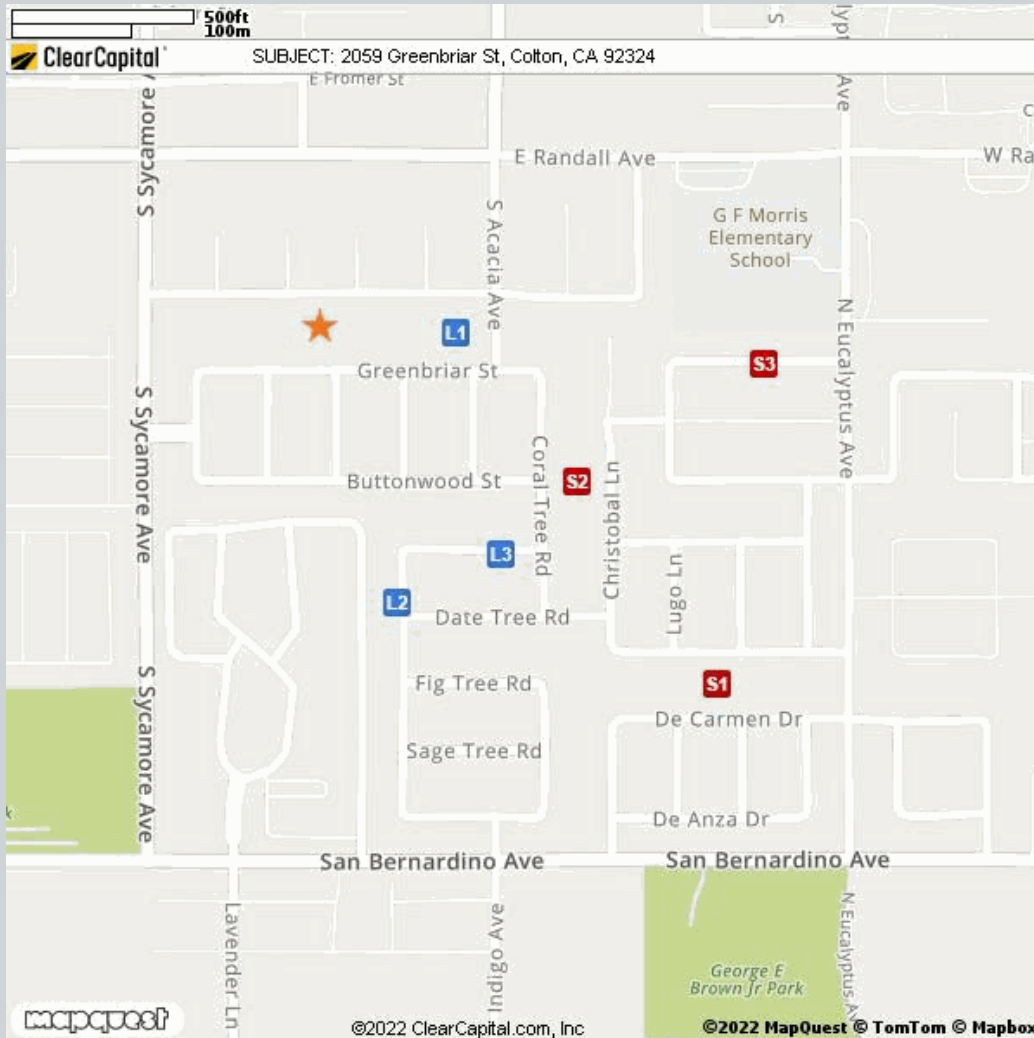 500ft
100m
ClearCapital
SUBJECT: 2059 Greenbriar St, Colton, CA 92324
E Fromer St
S Sycamore Ave
E Randall Ave
S Acacia Ave
G F Morris
Elementary
School
L1
S3
Greenbriar St
N Eucalyptus Ave
S Sycamore Ave
Coral Tree Rd
Buttonwood St
S2
Christobal Ln
L3
Lugo Ln
L2
Date Tree Rd
Fig Tree Rd
S1
De Carmen Dr
Sage Tree Rd
S Sycamore Ave
De Anza Dr
San Bernardino Ave
San Bernardino Ave
Lavender Ln
Indigo Ave
N Eucalyptus Av
George E
Brown Jr Park
mapquest
©2022 ClearCapital.com, Inc
©2022 MapQuest © TomTom © Mapbox